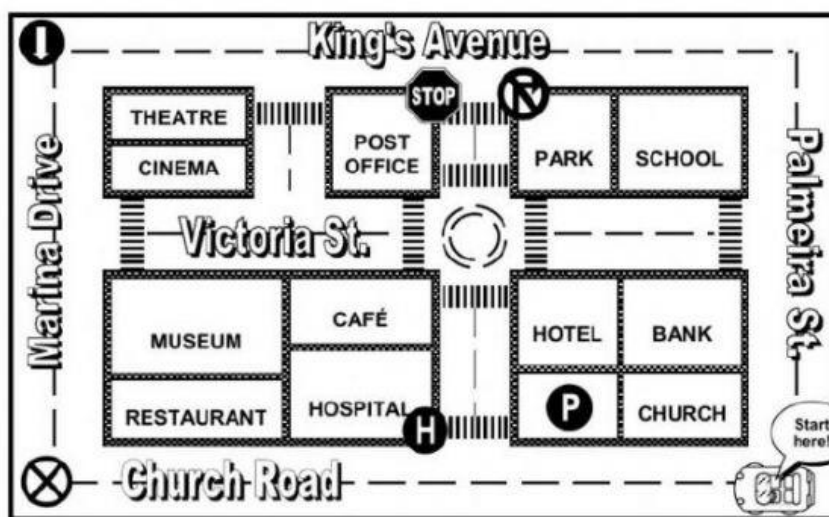 King's Avenue
STOP
THEATRE
CINEMA
POST
OFFICE
PARK
SCHOOL
Marina Drive
Palmeira St.
Victoria St.
MUSEUM
CAFÉ
HOTEL
BANK
RESTAURANT
HOSPITAL
H
P
CHURCH
Start
here!
Church Road